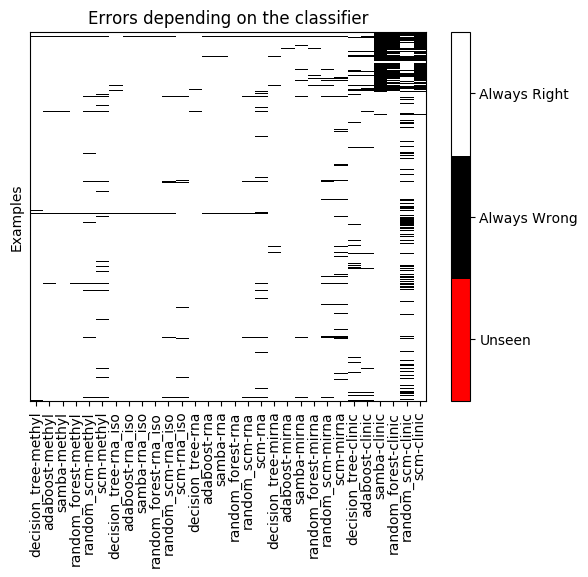 Errors depending on the classifier
Examples
Always Right
Always Wrong
Unseen
decision_tree-methyl
adaboost-methyl
samba-methyl
random_forest-methyl
random_scm-methyl
scm-methyl
decision_tree-rna_iso
adaboost-rna_iso
samba-rna_iso
random_forest-rna_iso
random_scm-rna_iso
scm-rna_iso
decision_tree-rna
adaboost-rna
samba-rna
random_forest-rna
random_scm-rna
scm-rna
decision_tree-mirna
adaboost-mirna
samba-mirna
random_forest-mirna
random_scm-mirna
scm-mirna
decision_tree-clinic
adaboost-clinic
samba-clinic
random_forest-clinic
random_scm-clinic
scm-clinic